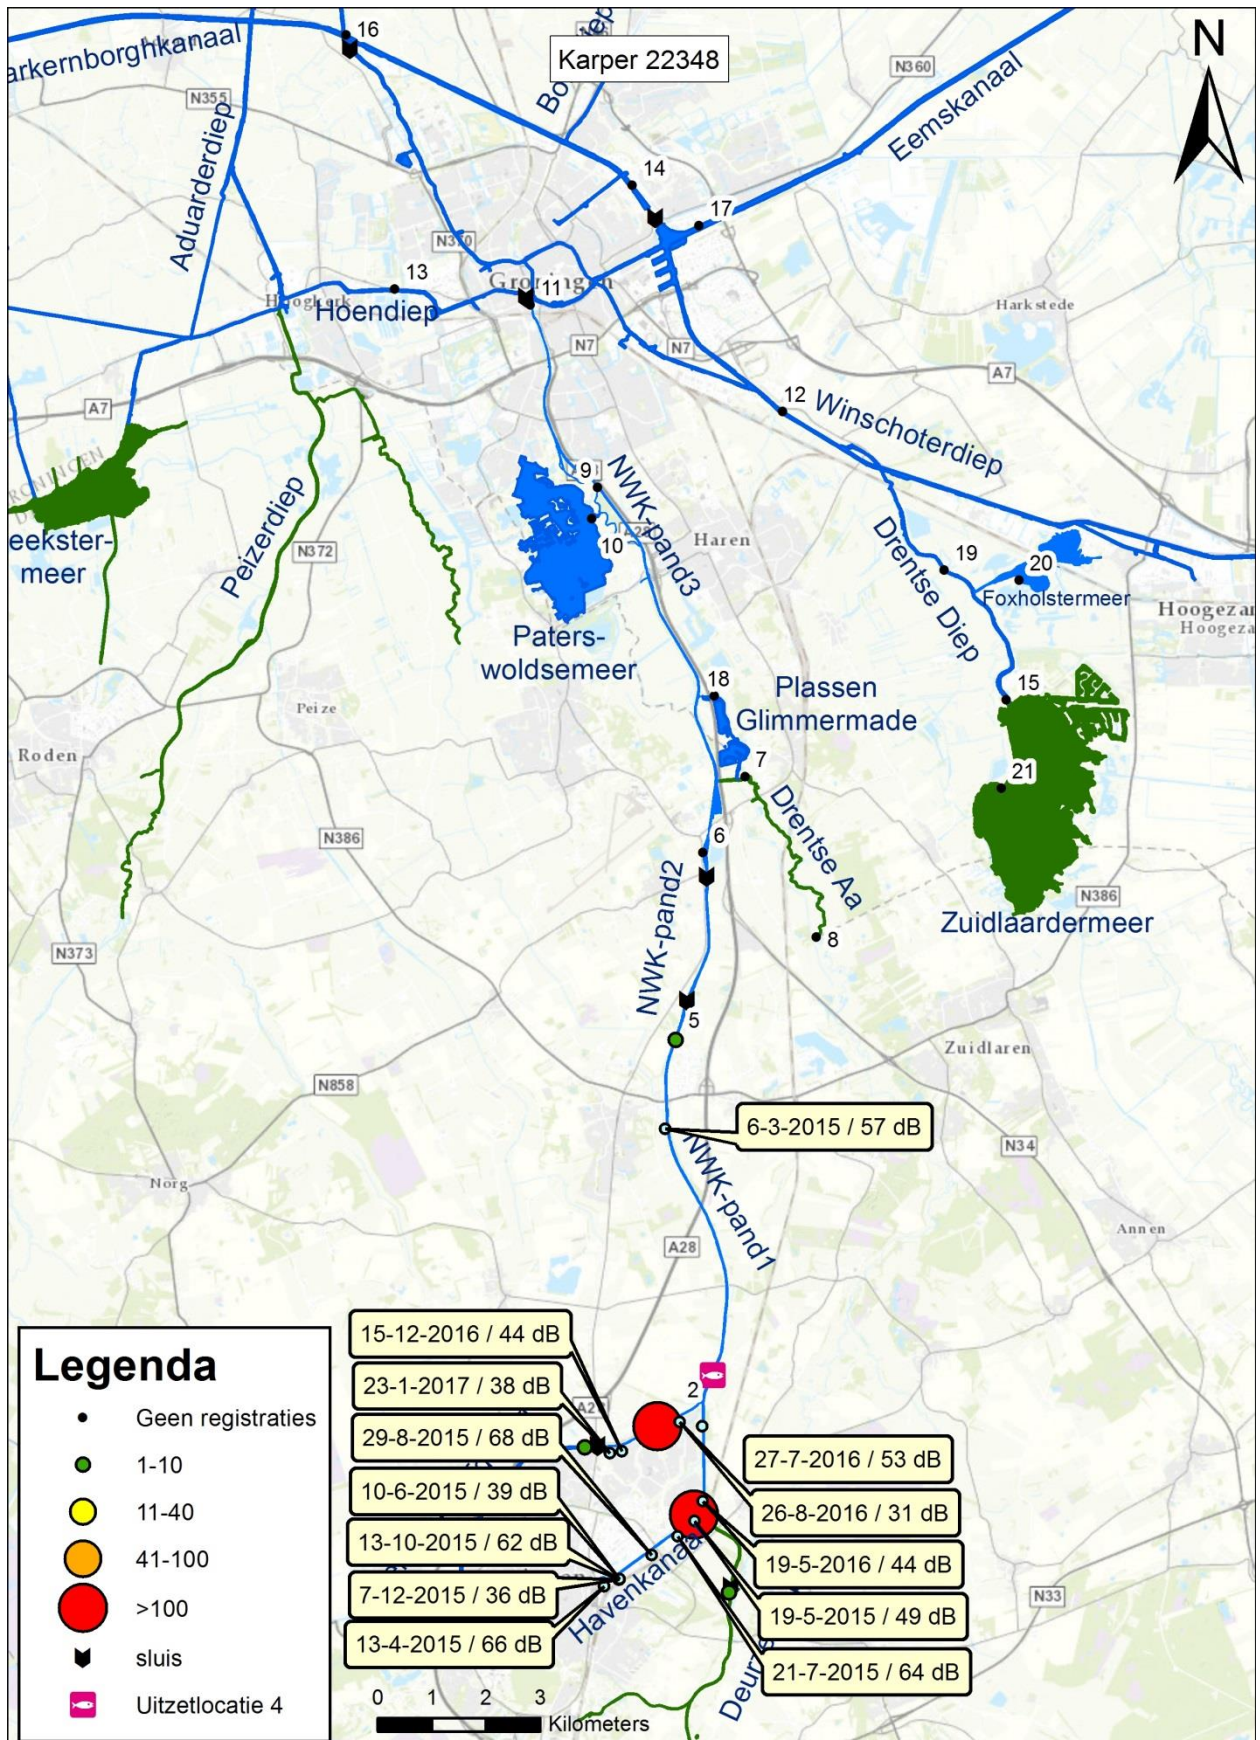 Karper 22348
N
16
arkernborghkanaal
N355
Aduarderdiep
N360
Eemskanaal
14
17
N370
13
Groningen
11
Hoogkerk
Hoendiep
Harkstede
N7
N7
A7
12
Winschoterdiep
A7
9
NWK-pand3
10
A28
Haren
Peizerdiep
N372
eekster-
meer
Drentse Diep
19
20
Foxholstermeer
Hoogezan
Hoogeza
Paters-
woldsemeer
18
Plassen
Glimmermade
15
Peize
Roden
7
21
Drentse Aa
N386
6
NWK-pand2
N386
8
Zuidlaardermeer
N373
5
Zuidlaren
N858
6-3-2015 / 57 dB
NWK-pand1
N34
Norg
Annen
A28
15-12-2016 / 44 dB
23-1-2017 / 38 dB
2
29-8-2015 / 68 dB
27-7-2016 / 53 dB
10-6-2015 / 39 dB
26-8-2016 / 31 dB
13-10-2015 / 62 dB
19-5-2016 / 44 dB
7-12-2015 / 36 dB
19-5-2015 / 49 dB
13-4-2015 / 66 dB
21-7-2015 / 64 dB
Havenkanaa
N33
Legenda
Geen registraties
1-10
11-40
41-100
>100
sluis
Uitzetlocatie 4
0 1 2 3
Kilometers